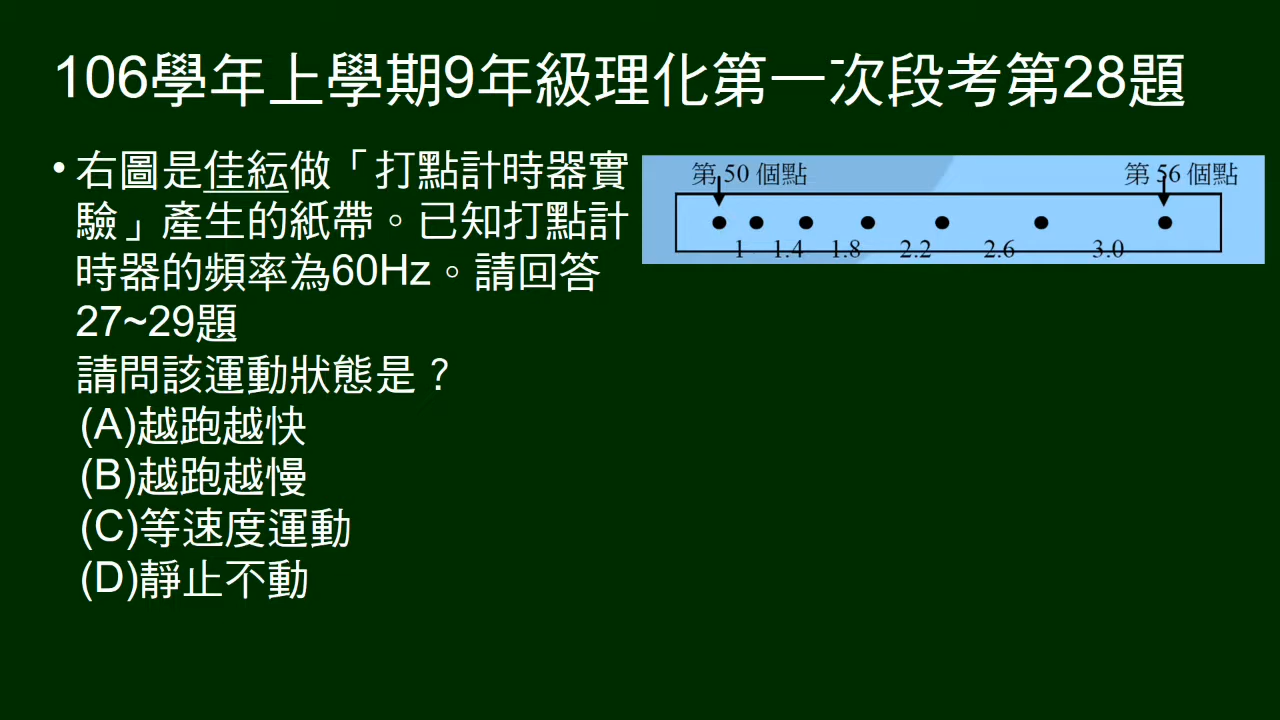 106學年上學期9年級理化第一次段考第28題
• 右圖是佳紜做「打點計時器實
驗」產生的紙帶。已知打點計
時器的頻率為60Hz。請回答
27~29題
請問該運動狀態是？
(A)越跑越快
(B)越跑越慢
(C)等速度運動
(D)靜止不動
第 50 個點 第 56 個點
1 1.4 1.8 2.2 2.6 3.0